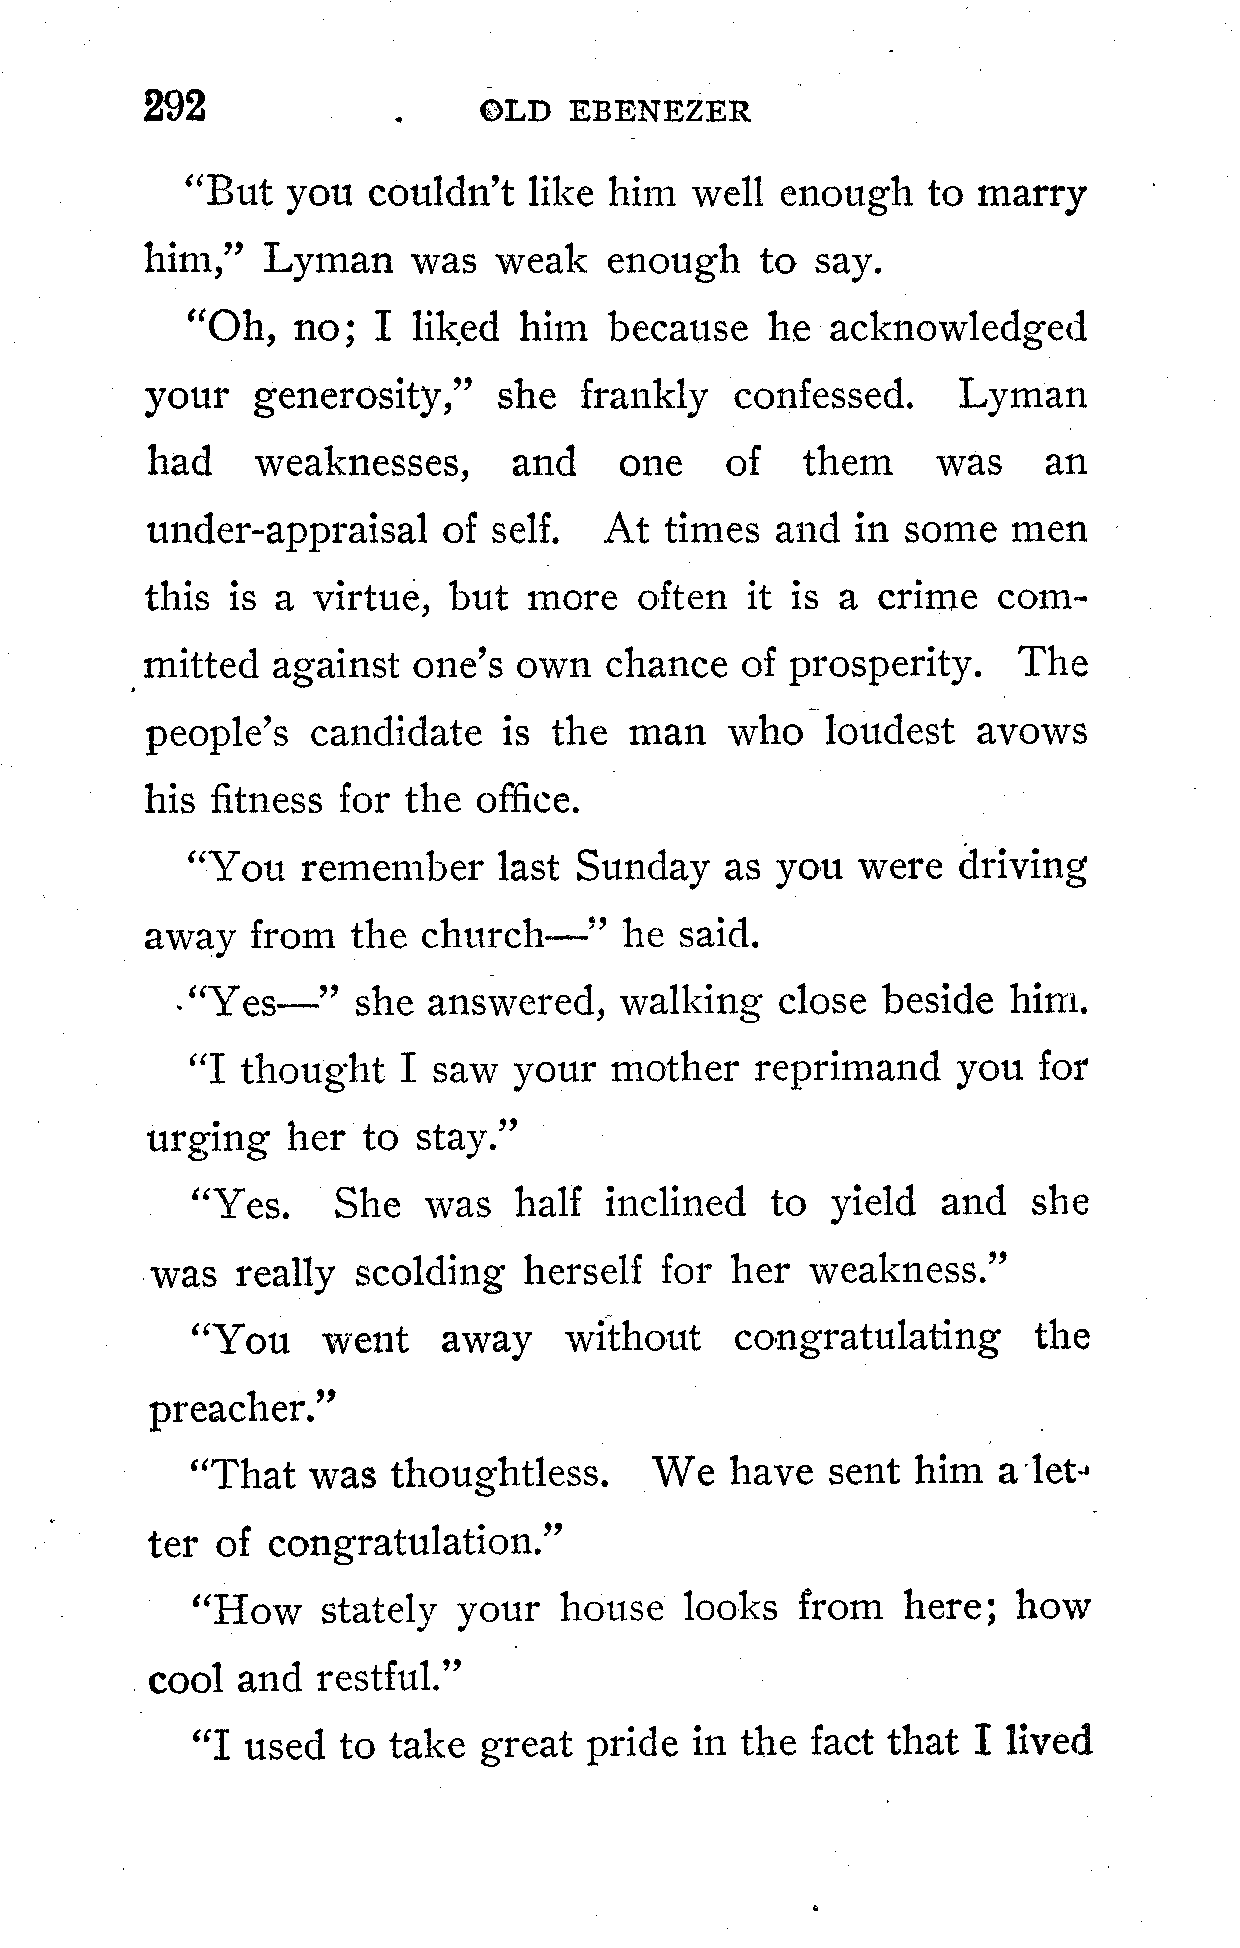 292 OLD EBENEZER
“But you couldn’t like him well enough to marry
him,” Lyman was weak enough to say.
“Oh, no; I liked him because he acknowledged
your generosity,” she frankly confessed. Lyman
had weaknesses, and one of them was an
under-appraisal of self. At times and in some men
this is a virtue, but more often it is a crime com-
mitted against one’s own chance of prosperity. The
people’s candidate is the man who loudest avows
his fitness for the office.
“You remember last Sunday as you were driving
away from the church—” he said.
“Yes—” she answered, walking close beside him.
“I thought I saw your mother reprimand you for
urging her to stay.”
“Yes. She was half inclined to yield and she
was really scolding herself for her weakness.”
“You went away without congratulating the
preacher.”
“That was thoughtless. We have sent him a let-
ter of congratulation.”
“How stately your house looks from here; how
cool and restful.”
“I used to take great pride in the fact that I lived